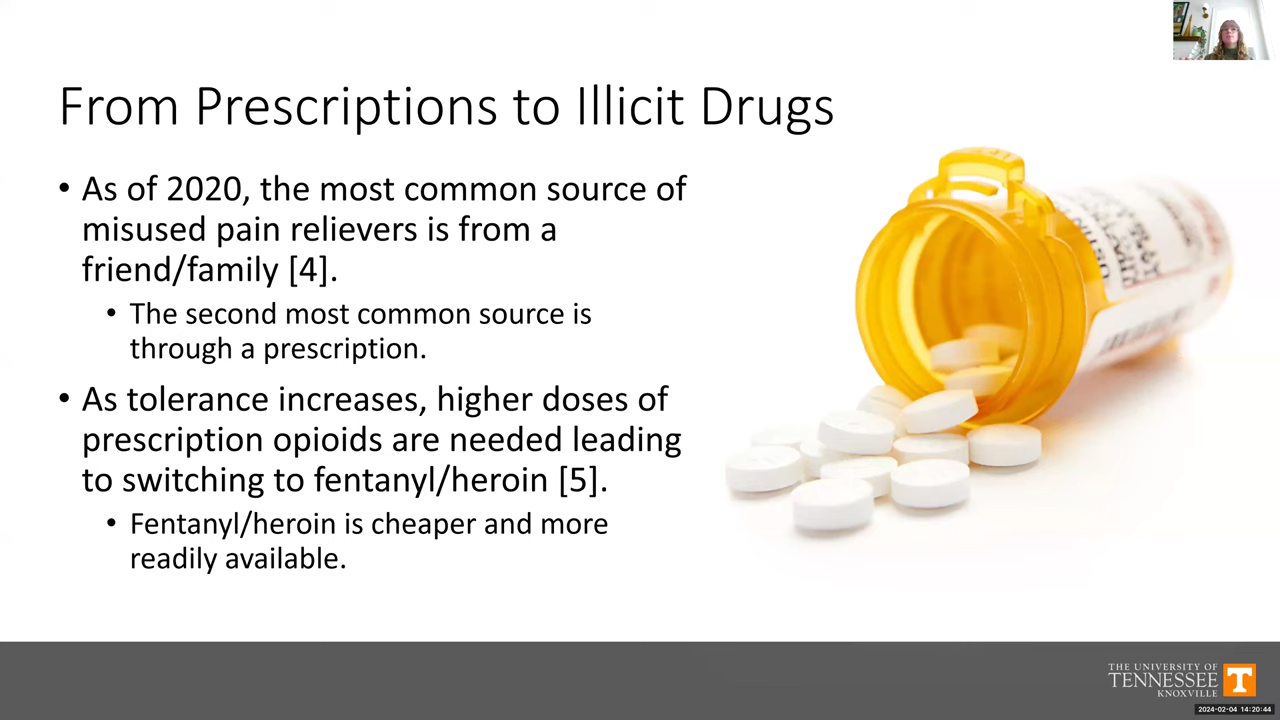 From Prescriptions to Illicit Drugs
• As of 2020, the most common source of
misused pain relievers is from a
friend/family [4].
• The second most common source is
through a prescription.
• As tolerance increases, higher doses of
prescription opioids are needed leading
to switching to fentanyl/heroin [5].
• Fentanyl/heroin is cheaper and more
readily available.
THE UNIVERSITY OF
TENNESSEE
KNOXVILLE
T
2024-02-04 14:20:44